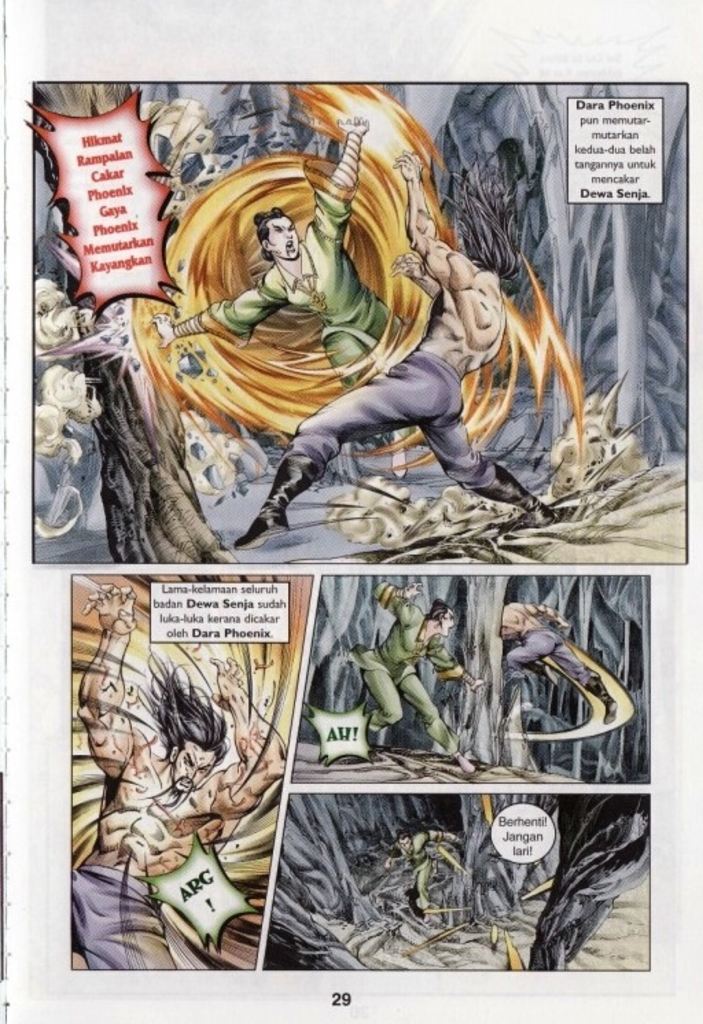 Hikmat
Rampaian
Cakar
Phoenix
Gaya
Phoenix
Memutarkan
Kayangkan
Dara Phoenix
pun memutar-
mutarkan
kedua-dua belah
tangannya untuk
mencakar
Dewa Senja.
Lama-kelamaan seluruh
badan Dewa Senja sudah
luka-luka kerana dicakar
oleh Dara Phoenix.
AH!
ARG
!
Berhenti!
Jangan
lari!
29